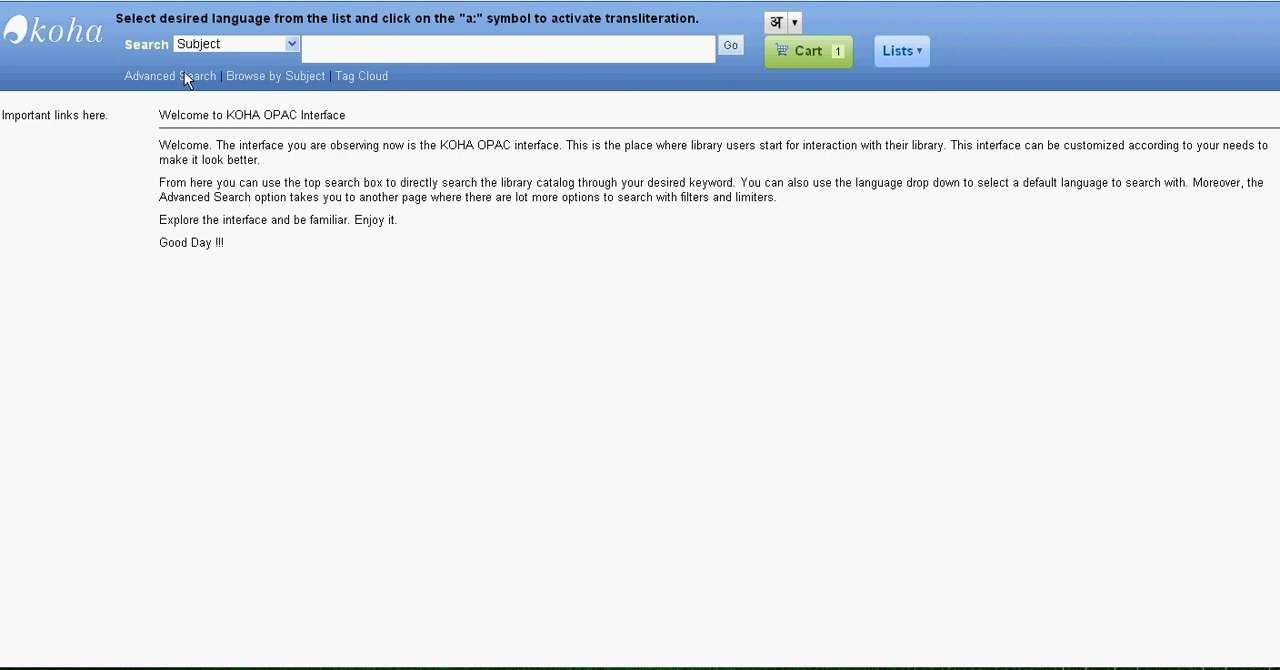 koha
Select desired language from the list and click on the "a:" symbol to activate transliteration.
अ ▼
Search Subject Go Cart 1 Lists ▼
Advanced Search | Browse by Subject | Tag Cloud
Important links here.
Welcome to KOHA OPAC Interface
Welcome. The interface you are observing now is the KOHA OPAC interface. This is the place where library users start for interaction with their library. This interface can be customized according to your needs to
make it look better.
From here you can use the top search box to directly search the library catalog through your desired keyword. You can also use the language drop down to select a default language to search with. Moreover, the
Advanced Search option takes you to another page where there are lot more options to search with filters and limiters.
Explore the interface and be familiar. Enjoy it.
Good Day !!!